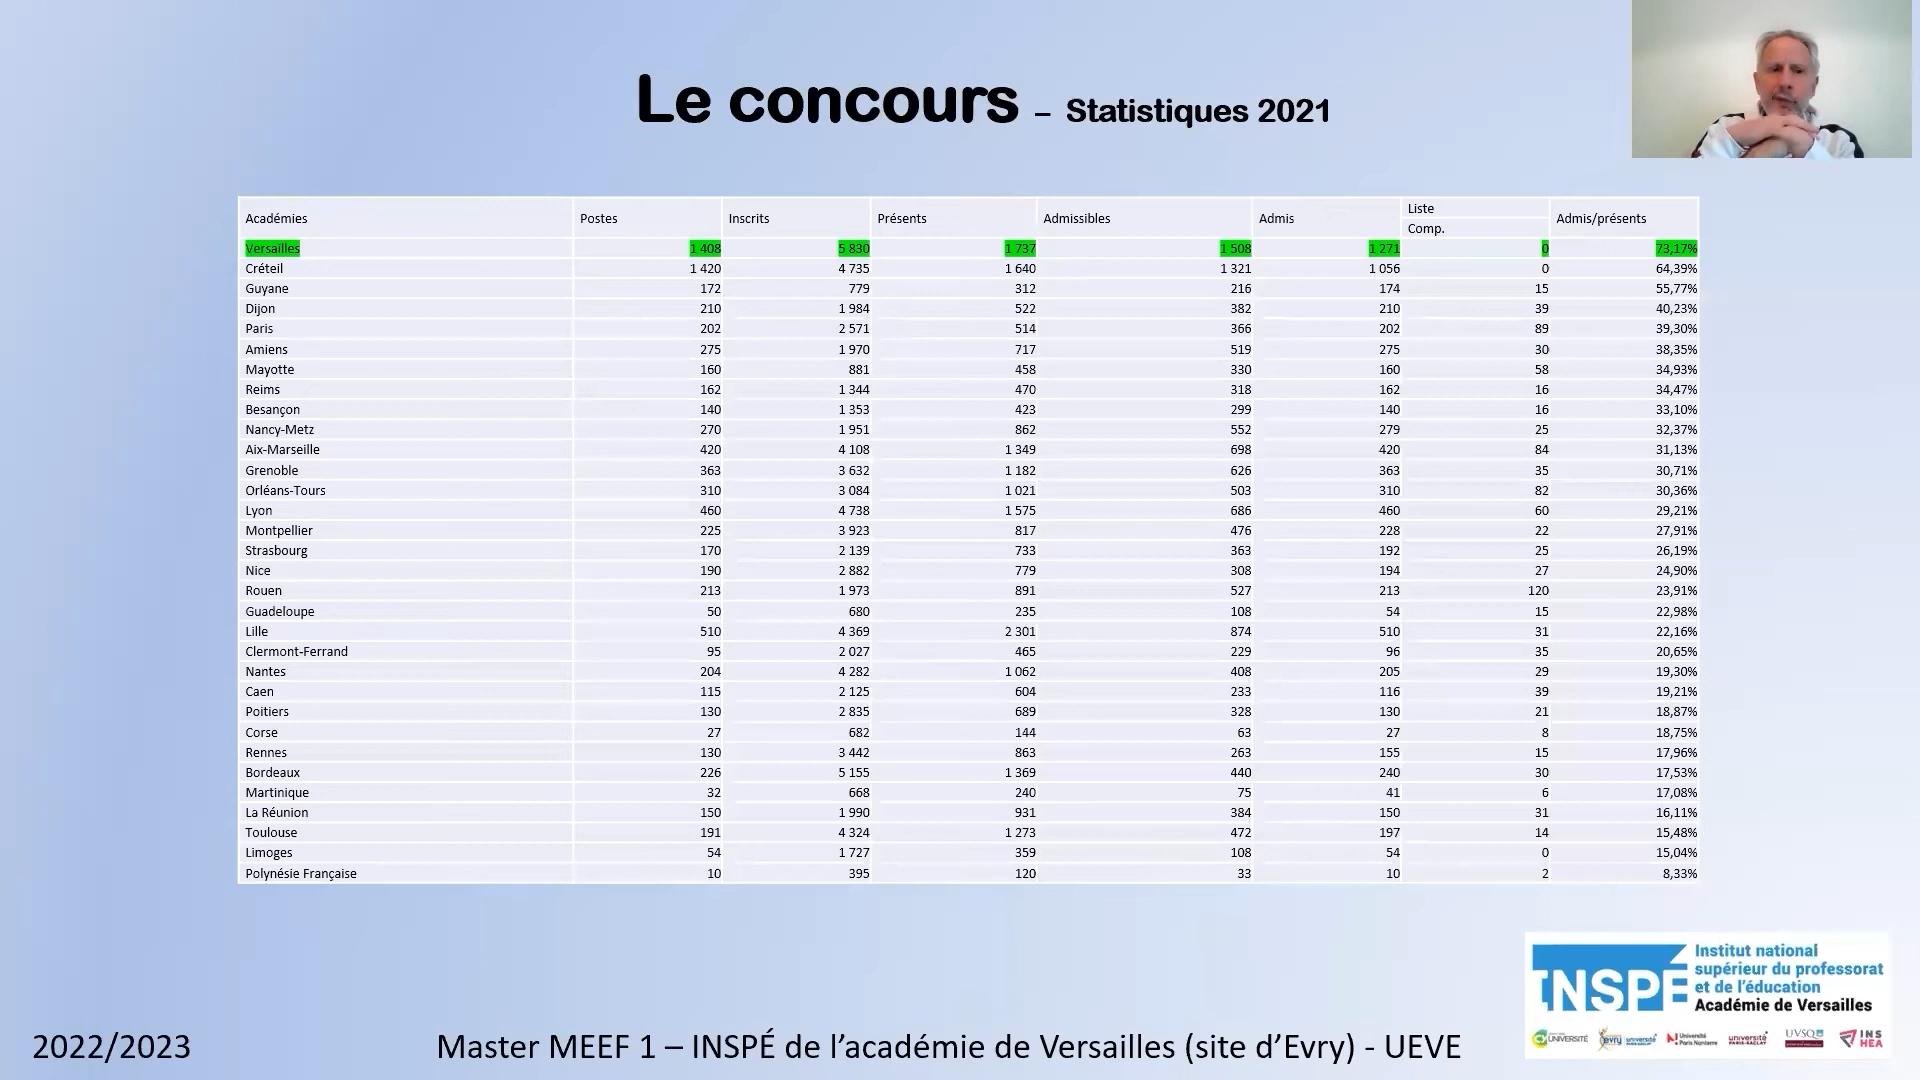 Le concours – Statistiques 2021
Académies Postes Inscrits Présents Admissibles Admis Liste Comp. Admis/présents
Versailles 1 408 5 830 1 737 1 508 1 271 0 73,17%
Créteil 1 420 4 735 1 640 1 321 1 056 0 64,39%
Guyane 172 779 312 216 174 15 55,77%
Dijon 210 1 984 522 382 210 39 40,23%
Paris 202 2 571 514 366 202 89 39,30%
Amiens 275 1 970 717 519 275 30 38,35%
Mayotte 160 881 458 330 160 58 34,93%
Reims 162 1 344 470 318 162 16 34,47%
Besançon 140 1 353 423 299 140 16 33,10%
Nancy-Metz 270 1 951 862 552 279 25 32,37%
Aix-Marseille 420 4 108 1 349 698 420 84 31,13%
Grenoble 363 3 632 1 182 626 363 35 30,71%
Orléans-Tours 310 3 084 1 021 503 310 82 30,36%
Lyon 460 4 738 1 575 686 460 60 29,21%
Montpellier 225 3 923 817 476 228 22 27,91%
Strasbourg 170 2 139 733 363 192 25 26,19%
Nice 190 2 882 779 308 194 27 24,90%
Rouen 213 1 973 891 527 213 120 23,91%
Guadeloupe 50 680 235 108 54 15 22,98%
Lille 510 4 369 2 301 874 510 31 22,16%
Clermont-Ferrand 95 2 027 465 229 96 35 20,65%
Nantes 204 4 282 1 062 408 205 29 19,30%
Caen 115 2 125 604 233 116 39 19,21%
Poitiers 130 2 835 689 328 130 21 18,87%
Corse 27 682 144 63 27 8 18,75%
Rennes 130 3 442 863 263 155 15 17,96%
Bordeaux 226 5 155 1 369 440 240 30 17,53%
Martinique 32 668 240 75 41 6 17,08%
La Réunion 150 1 990 931 384 150 31 16,11%
Toulouse 191 4 324 1 273 472 197 14 15,48%
Limoges 54 1 727 359 108 54 0 15,04%
Polynésie Française 10 395 120 33 10 2 8,33%
INSPÉ
Institut national
supérieur du professorat
et de l'éducation
Académie de Versailles
UNIVERSITÉ evry Université Paris Nanterre université PARIS-SACLAY UVSQ INS HEA
2022/2023
Master MEEF 1 – INSPÉ de l'académie de Versailles (site d'Evry) - UEVE